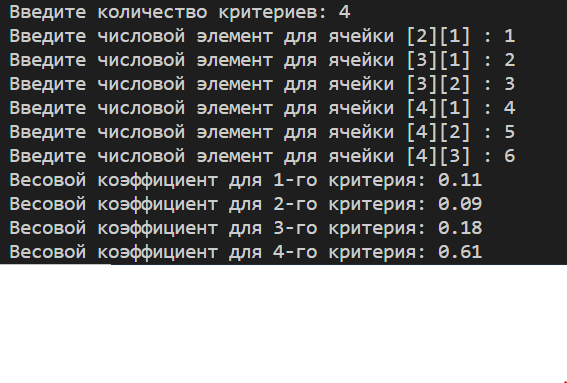 Введите количество критериев: 4
Введите числовой элемент для ячейки [2][1] : 1
Введите числовой элемент для ячейки [3][1] : 2
Введите числовой элемент для ячейки [3][2] : 3
Введите числовой элемент для ячейки [4][1] : 4
Введите числовой элемент для ячейки [4][2] : 5
Введите числовой элемент для ячейки [4][3] : 6
Весовой коэффициент для 1-го критерия: 0.11
Весовой коэффициент для 2-го критерия: 0.09
Весовой коэффициент для 3-го критерия: 0.18
Весовой коэффициент для 4-го критерия: 0.61